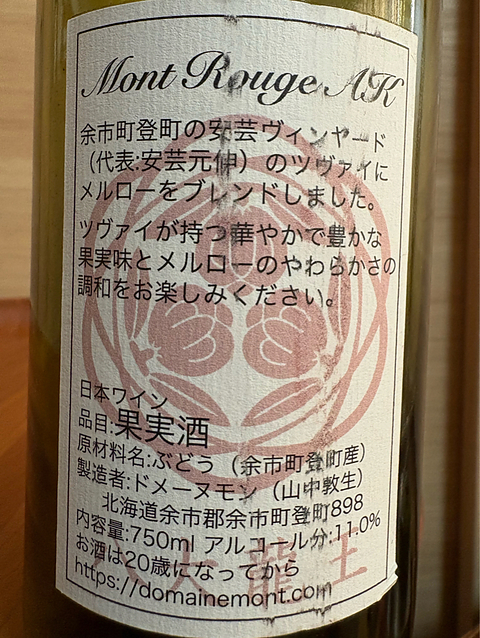 Mont Rouge AK
余市町登町の安芸ヴィンヤード
（代表:安芸元伸）のツヴァイに
メルローをブレンドしました。
ツヴァイが持つ華やかで豊かな
果実味とメルローのやわらかさの
調和をお楽しみください。
日本ワイン
品目:果実酒
原材料名:ぶどう（余市町登町産）
製造者:ドメーヌモン（山中敦生）
北海道余市郡余市町登町898
内容量:750ml アルコール分:11.0%
お酒は20歳になってから
https://domainemont.com